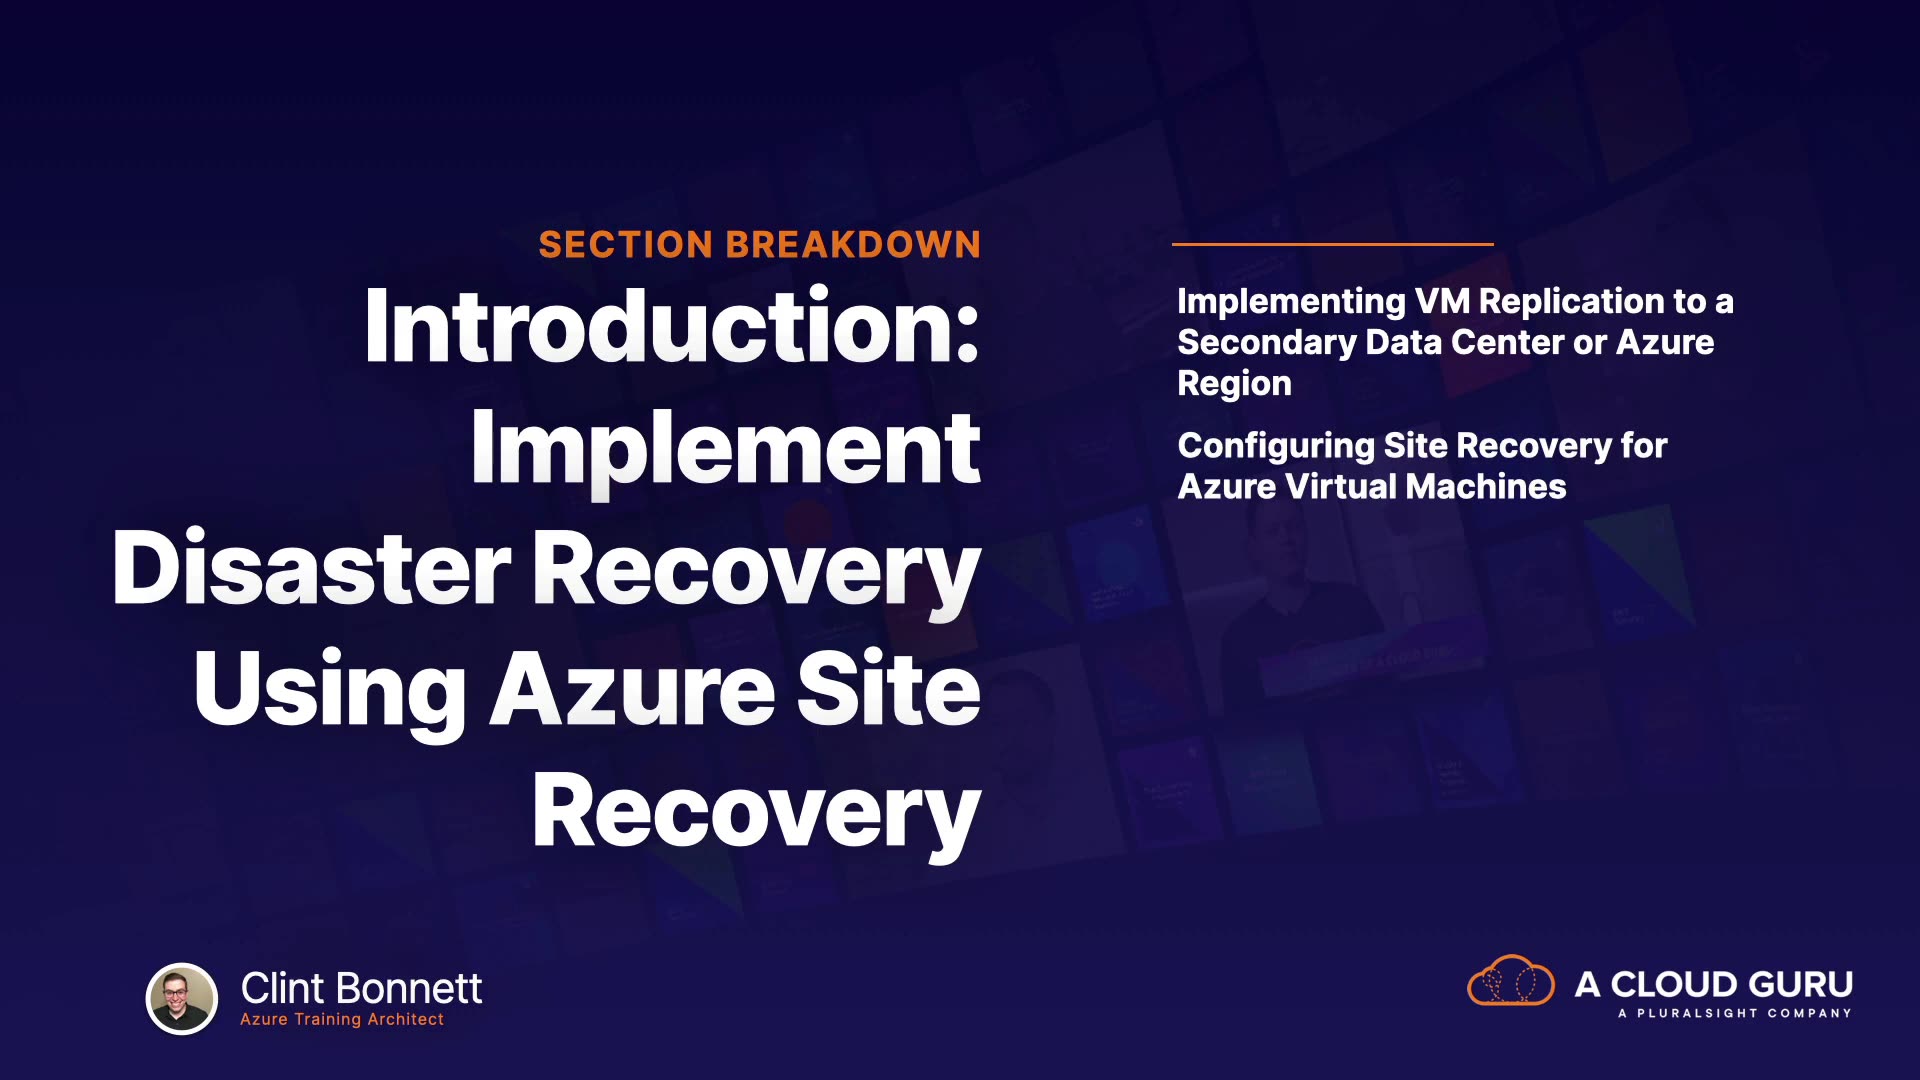 SECTION BREAKDOWN
Introduction:
Implement
Disaster Recovery
Using Azure Site
Recovery
Implementing VM Replication to a
Secondary Data Center or Azure
Region
Configuring Site Recovery for
Azure Virtual Machines
Clint Bonnett
Azure Training Architect
A CLOUD GURU
A PLURALSIGHT COMPANY